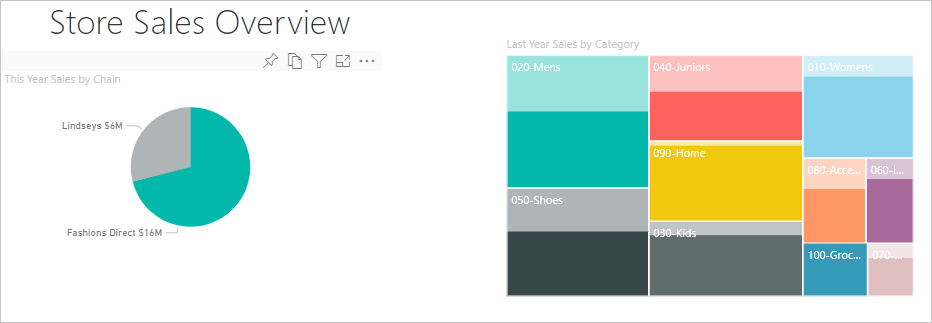 Store Sales Overview
This Year Sales by Chain
Lindseys $6M
Fashions Direct $16M
Last Year Sales by Category
020-Mens
040-Juniors
010-Womens
090-Home
050-Shoes
030-Kids
080-Acce...
060-I...
100-Groc...
070-...